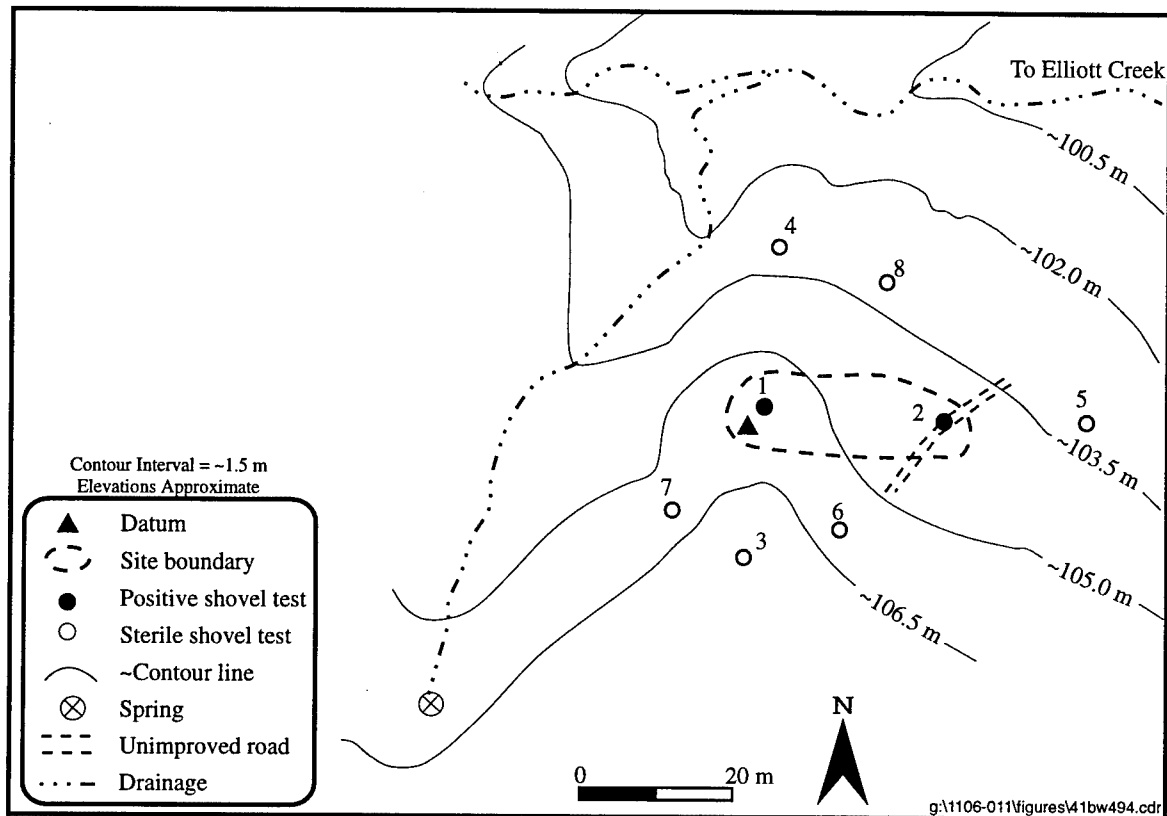 To Elliott Creek
~100.5 m
~102.0 m
4
8
1
2
5
~103.5 m
7
6
3
~105.0 m
~106.5 m
Contour Interval = ~1.5 m
Elevations Approximate
Datum
Site boundary
Positive shovel test
Sterile shovel test
~Contour line
Spring
Unimproved road
Drainage
N
0 20 m
g:\1106-011\figures\41bw494.cdr